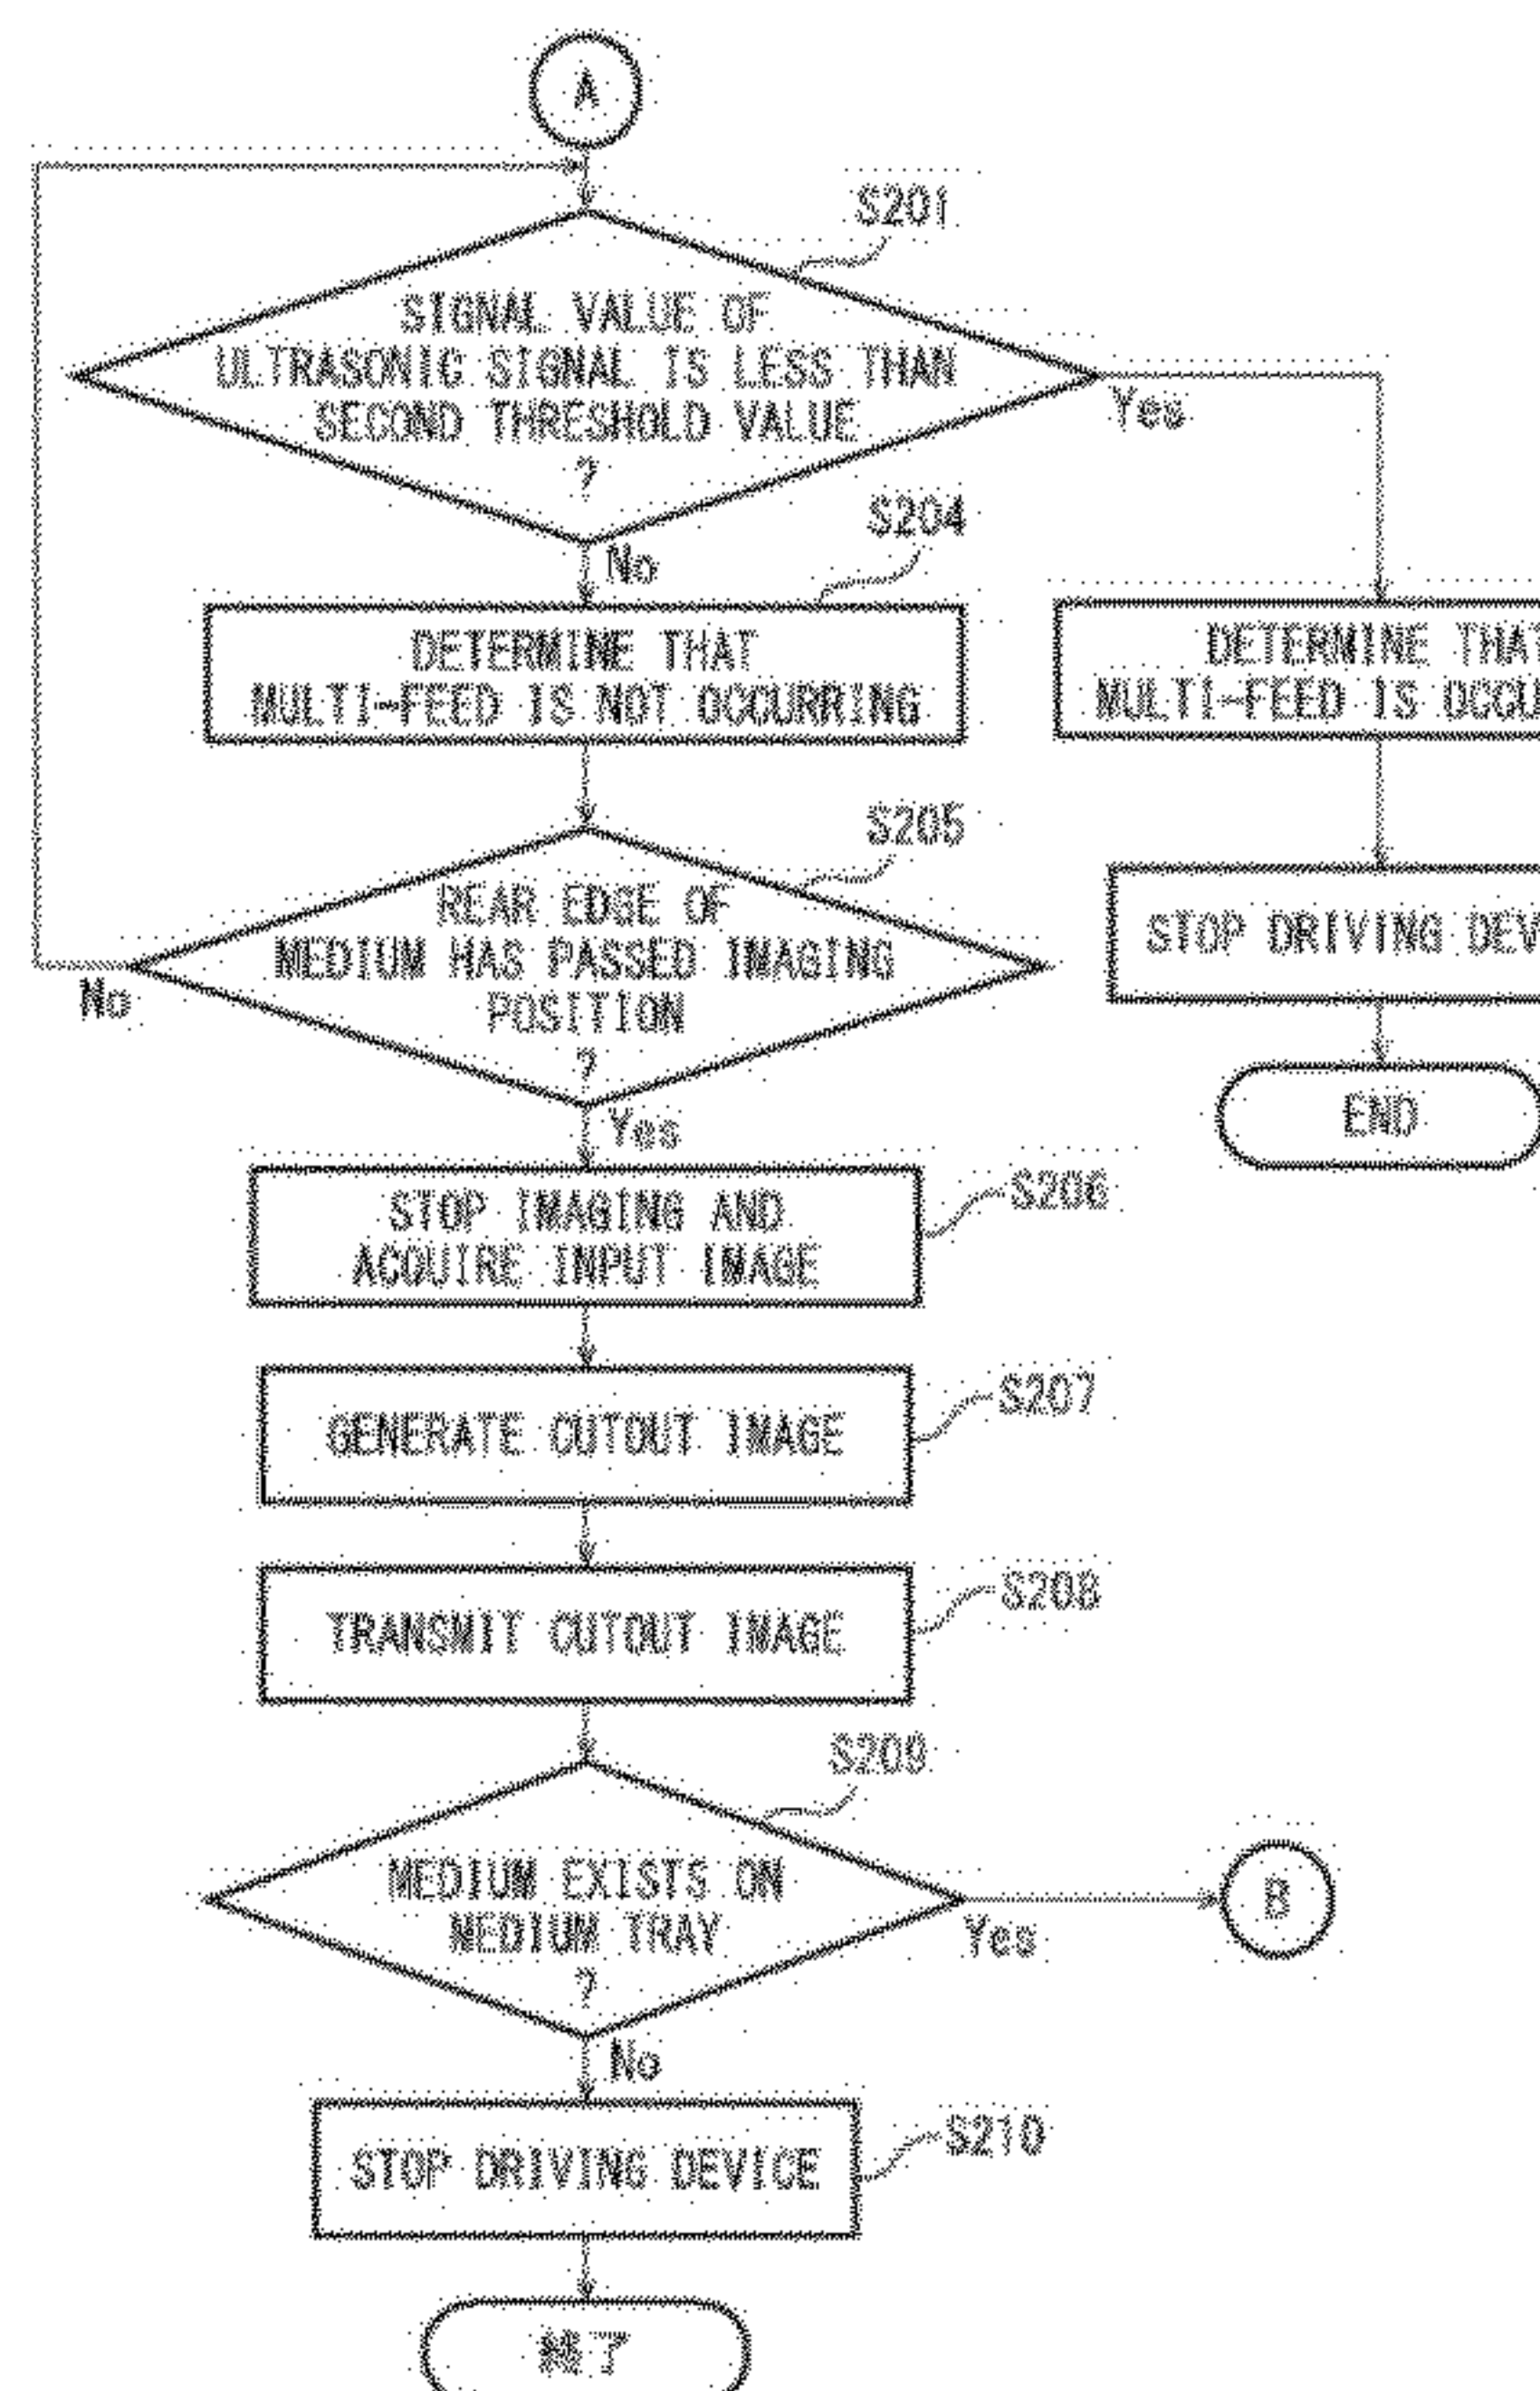 A
S201
SIGNAL VALUE OF
ULTRASONIC SIGNAL IS LESS THAN
SECOND THRESHOLD VALUE
?
Yes
No
S204
DETERMINE THAT
MULTI-FEED IS NOT OCCURRING
DETERMINE THAT
MULTI-FEED IS
S205
REAR EDGE OF
MEDIUM HAS PASSED IMAGING
POSITION
?
No
Yes
STOP DRIVING
END
STOP IMAGING AND
ACQUIRE INPUT IMAGE
S206
GENERATE CUTOUT IMAGE
S207
TRANSMIT CUTOUT IMAGE
S208
S209
MEDIUM EXISTS ON
MEDIUM TRAY
?
Yes
B
No
STOP DRIVING DEVICE
S210
終了